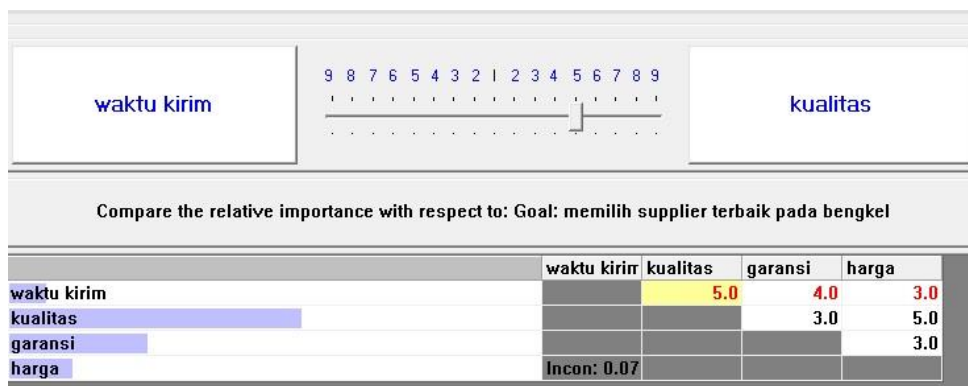 waktu kirim
9 8 7 6 5 4 3 2 | 2 3 4 5 6 7 8 9
kualitas
Compare the relative importance with respect to: Goal: memilih supplier terbaik pada bengkel
waktu kirim kualitas garansi harga
waktu kirim 5.0 4.0 3.0
kualitas 3.0 5.0
garansi 3.0
harga Incon: 0.07